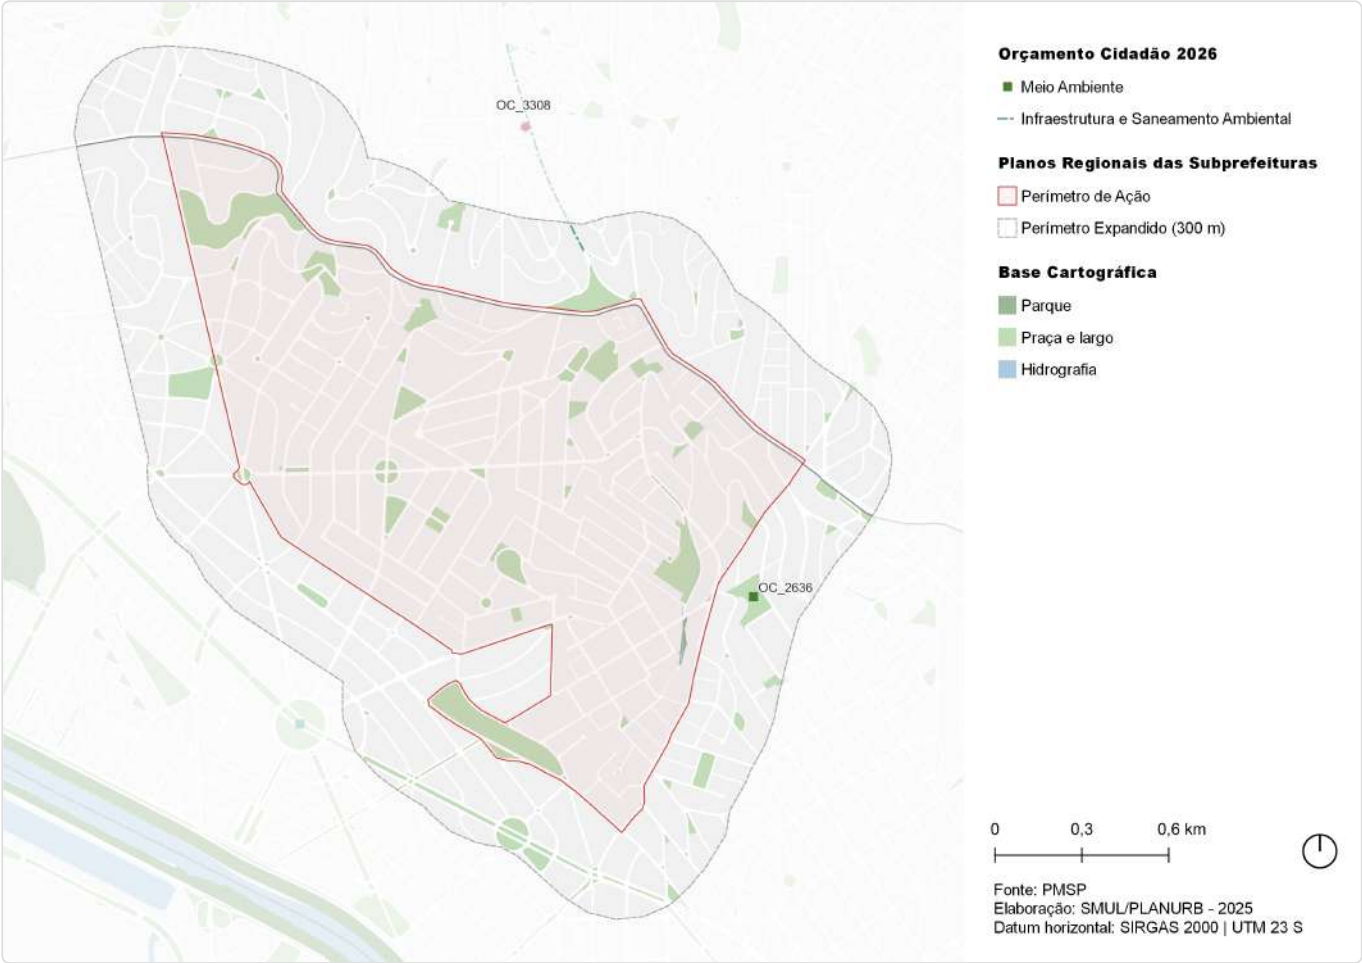 OC_3308
OC_2636
Orçamento Cidadão 2026
Meio Ambiente
Infraestrutura e Saneamento Ambiental
Planos Regionais das Subprefeituras
Perímetro de Ação
Perímetro Expandido (300 m)
Base Cartográfica
Parque
Praça e largo
Hidrografia
0 0,3 0,6 km
Fonte: PMSP
Elaboração: SMUL/PLANURB - 2025
Datum horizontal: SIRGAS 2000 | UTM 23 S